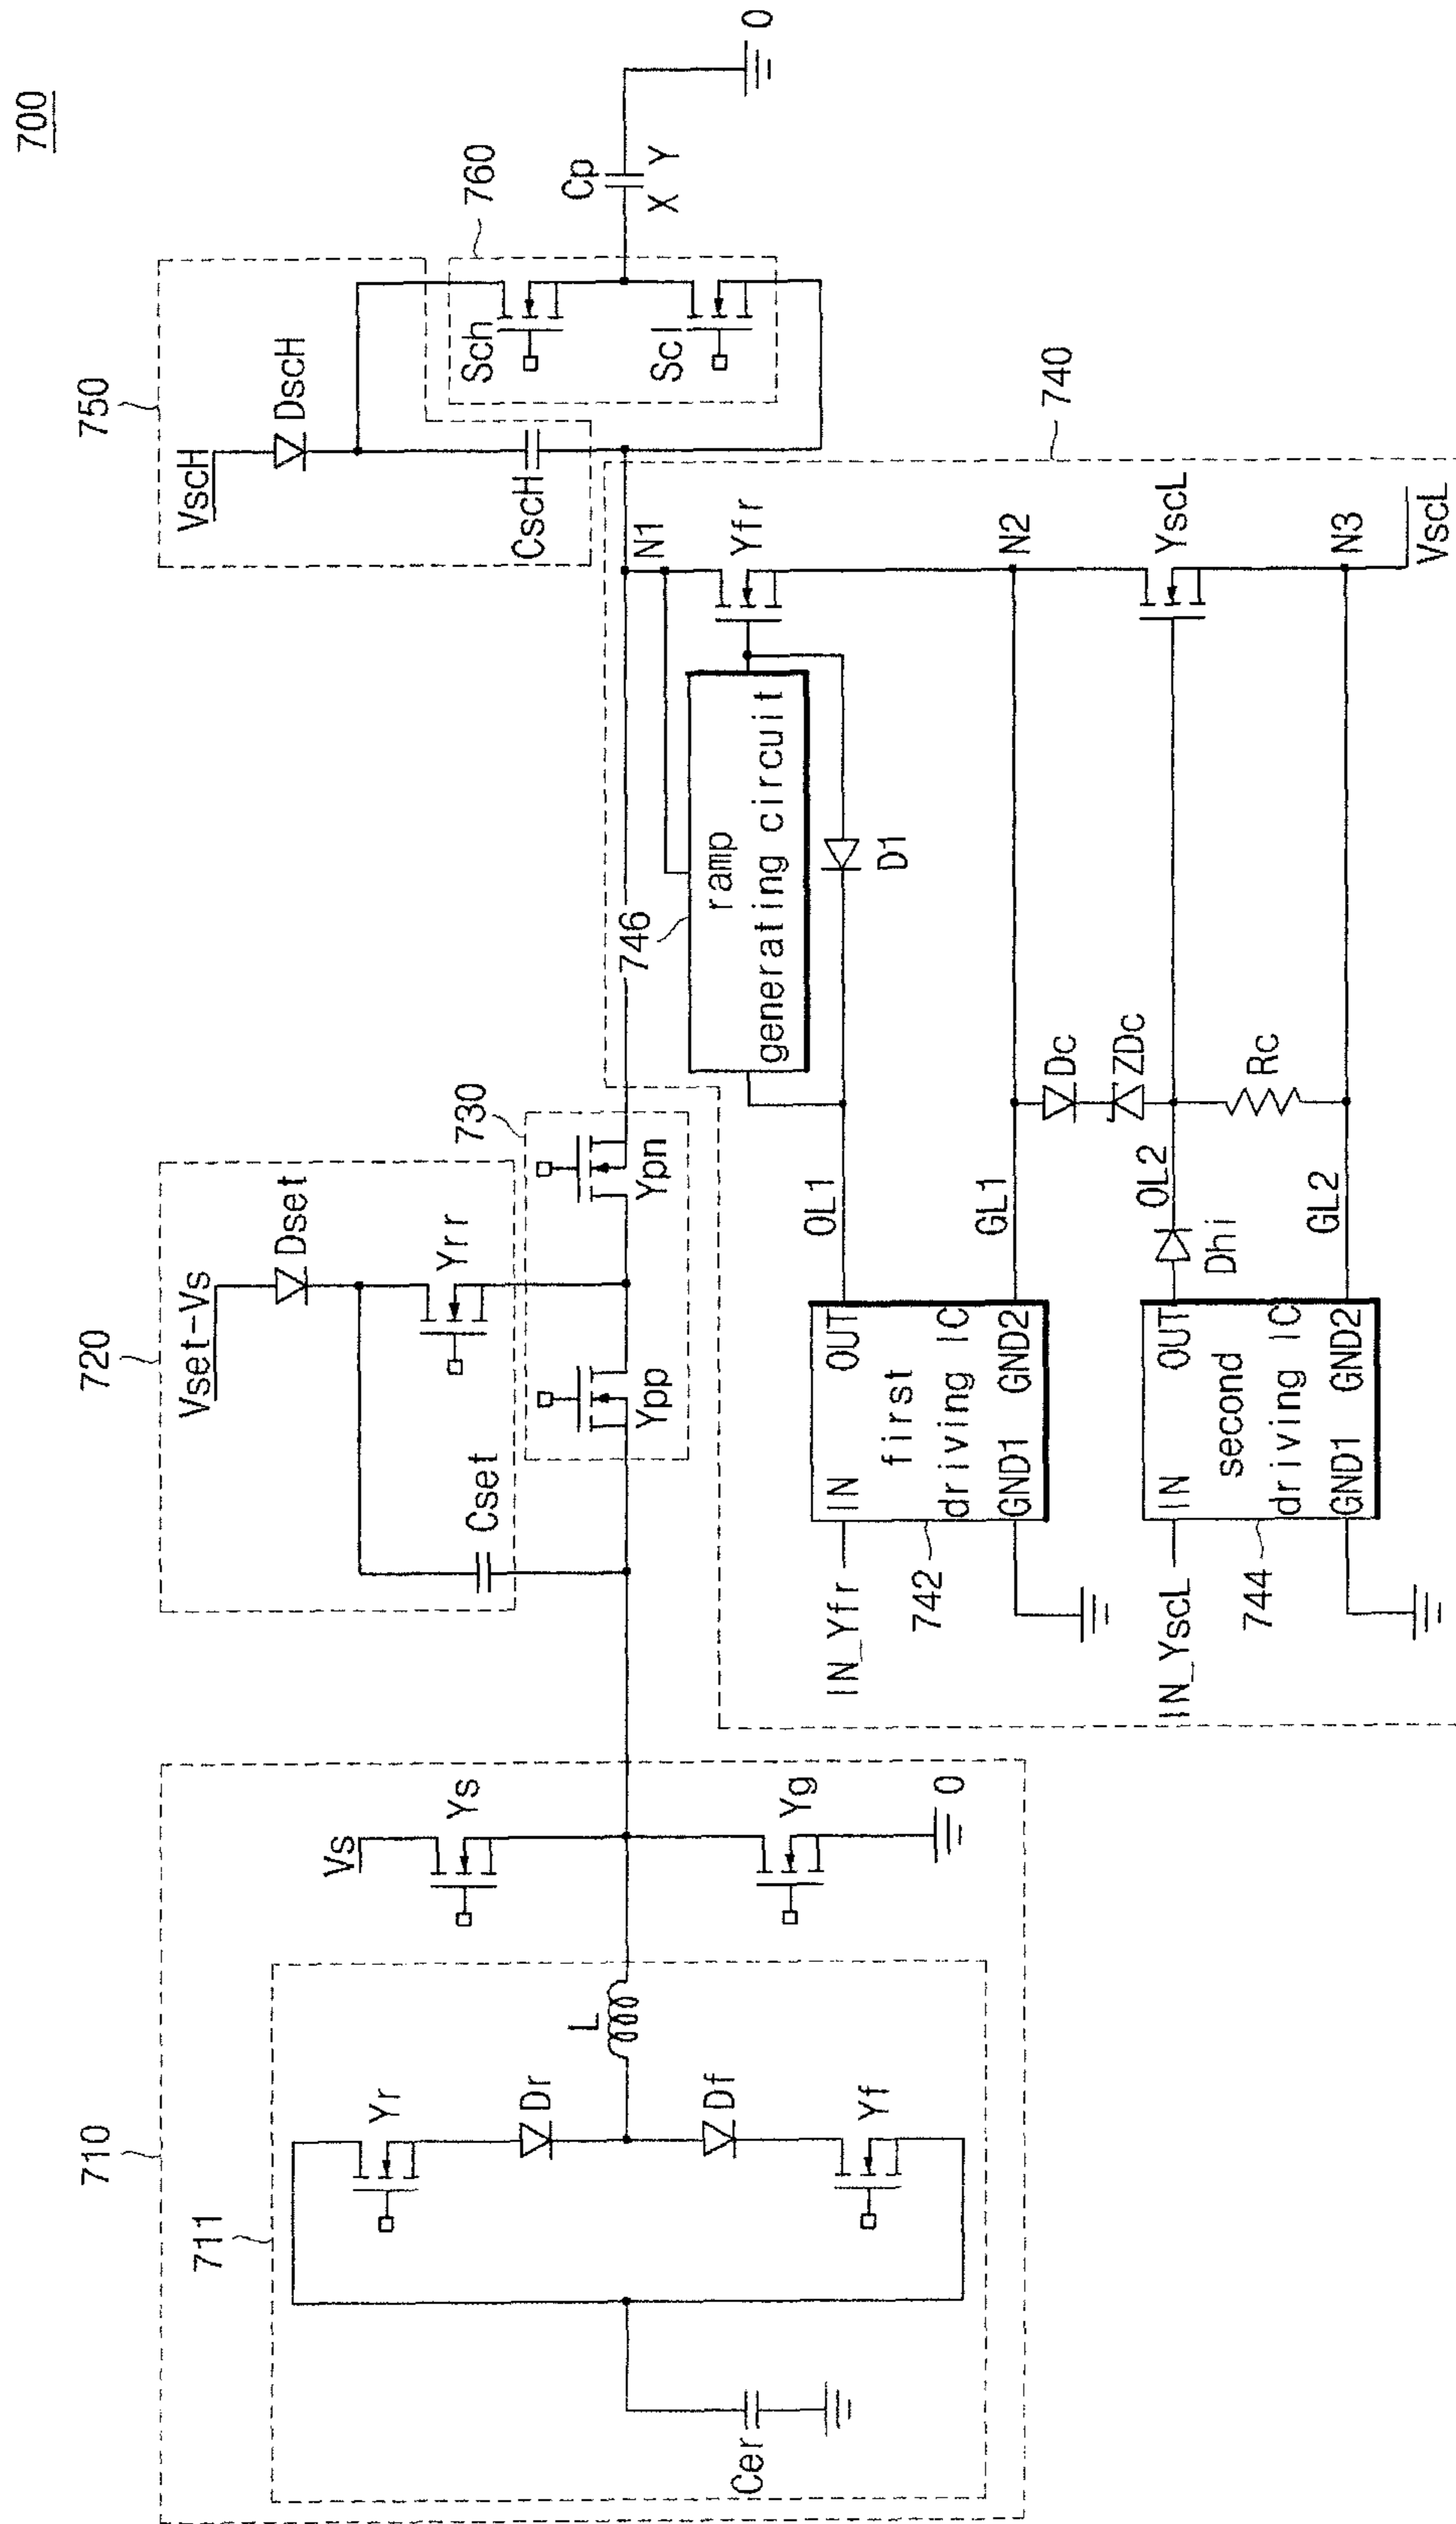 700
710
711
Cer
Yr
Dr
Df
Yf
L
Vs
Ys
Yg
0
720
Vset-Vs
Dset
Cset
Yrr
730
Ypp
Ypn
750
VscH
DscH
CscH
760
Sch
Scl
Cp
X Y
0
740
N1
746
ramp
generating circuit
Yfr
D1
N2
YscL
N3
VscL
OL1
GL1
Dc
ZDc
OL2
Dhi
Rc
GL2
IN_Yfr
742
IN OUT
first
driving IC
GND1 GND2
IN_YscL
744
IN OUT
second
driving IC
GND1 GND2